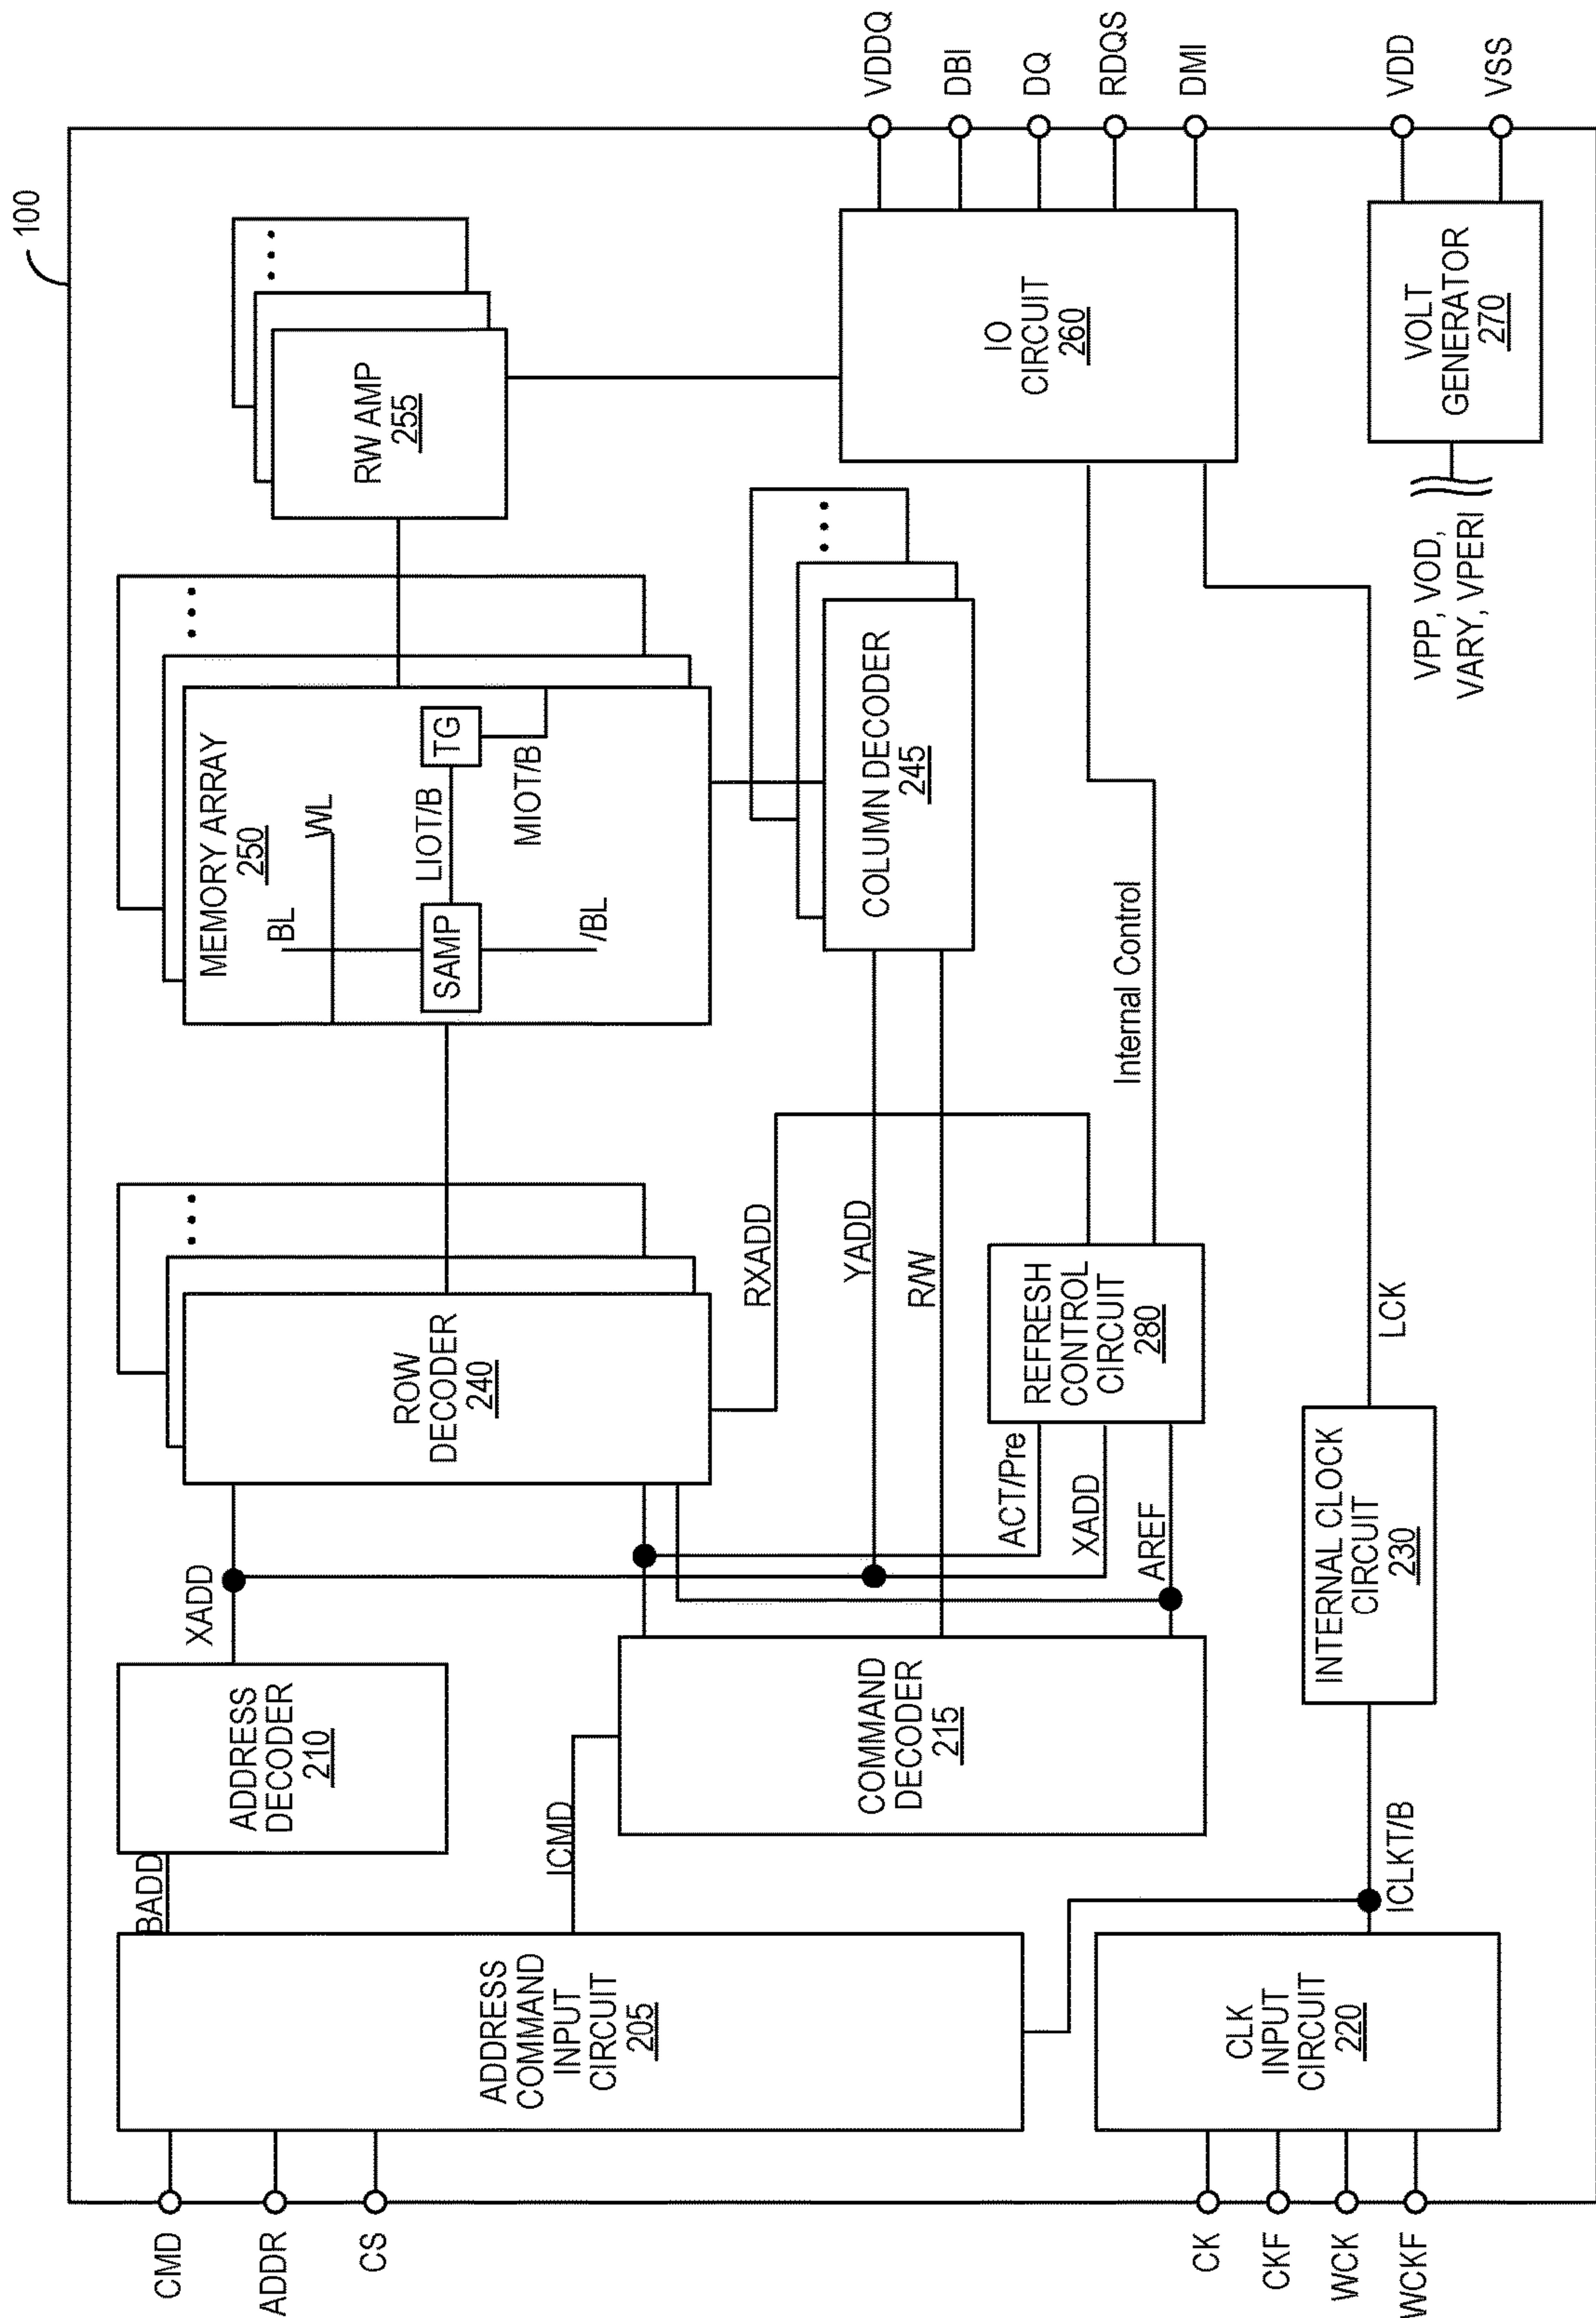 100
CMD
ADDR
CS
CK
CKF
WCK
WCKF
ADDRESS
COMMAND
INPUT
CIRCUIT
205
CLK
INPUT
CIRCUIT
220
BADD
ICMD
ICLKT/B
ADDRESS
DECODER
210
COMMAND
DECODER
215
INTERNAL CLOCK
CIRCUIT
230
XADD
ACT/Pre
XADD
AREF
LCK
ROW
DECODER
240
REFRESH
CONTROL
CIRCUIT
280
RXADD
YADD
R/W
Internal Control
MEMORY ARRAY
250
BL
WL
SAMP
/BL
LIOT/B
TG
MIOT/B
COLUMN DECODER
245
RW AMP
255
IO
CIRCUIT
260
VOLT
GENERATOR
270
VPP, VOD,
VARY, VPERI
VDDQ
DBI
DQ
RDQS
DMI
VDD
VSS